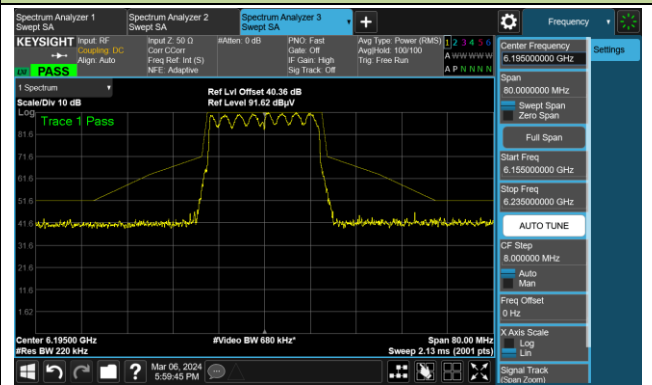 Spectrum Analyzer 1
Swept SA
Spectrum Analyzer 2
Swept SA
Spectrum Analyzer 3
Swept SA
Frequency
KEYSIGHT
Input: RF
Coupling: DC
Align: Auto
Input Z: 50 Ω
Corr CCorr
Freq Ref: Int (S)
NFE: Adaptive
#Atten: 0 dB
PNO: Fast
Gate: Off
IF Gain: High
Sig Track: Off
Avg Type: Power (RMS)
Avg|Hold: 100/100
Trig: Free Run
1 2 3 4 5 6
A W W W W W
A P N N N N
PASS
1 Spectrum
Scale/Div 10 dB
Ref Lvl Offset 40.36 dB
Ref Level 91.62 dBµV
Log
Trace 1 Pass
81.6
71.6
61.6
51.6
41.6
31.6
21.6
11.6
1.62
Center 6.19500 GHz
#Res BW 220 kHz
#Video BW 680 kHz*
Span 80.00 MHz
Sweep 2.13 ms (2001 pts)
Center Frequency
6.195000000 GHz
Settings
Span
80.0000000 MHz
Swept Span
Zero Span
Full Span
Start Freq
6.155000000 GHz
Stop Freq
6.235000000 GHz
AUTO TUNE
CF Step
8.000000 MHz
Auto
Man
Freq Offset
0 Hz
X Axis Scale
Log
Lin
Signal Track
(Span Zoom)
Mar 06, 2024
5:59:45 PM